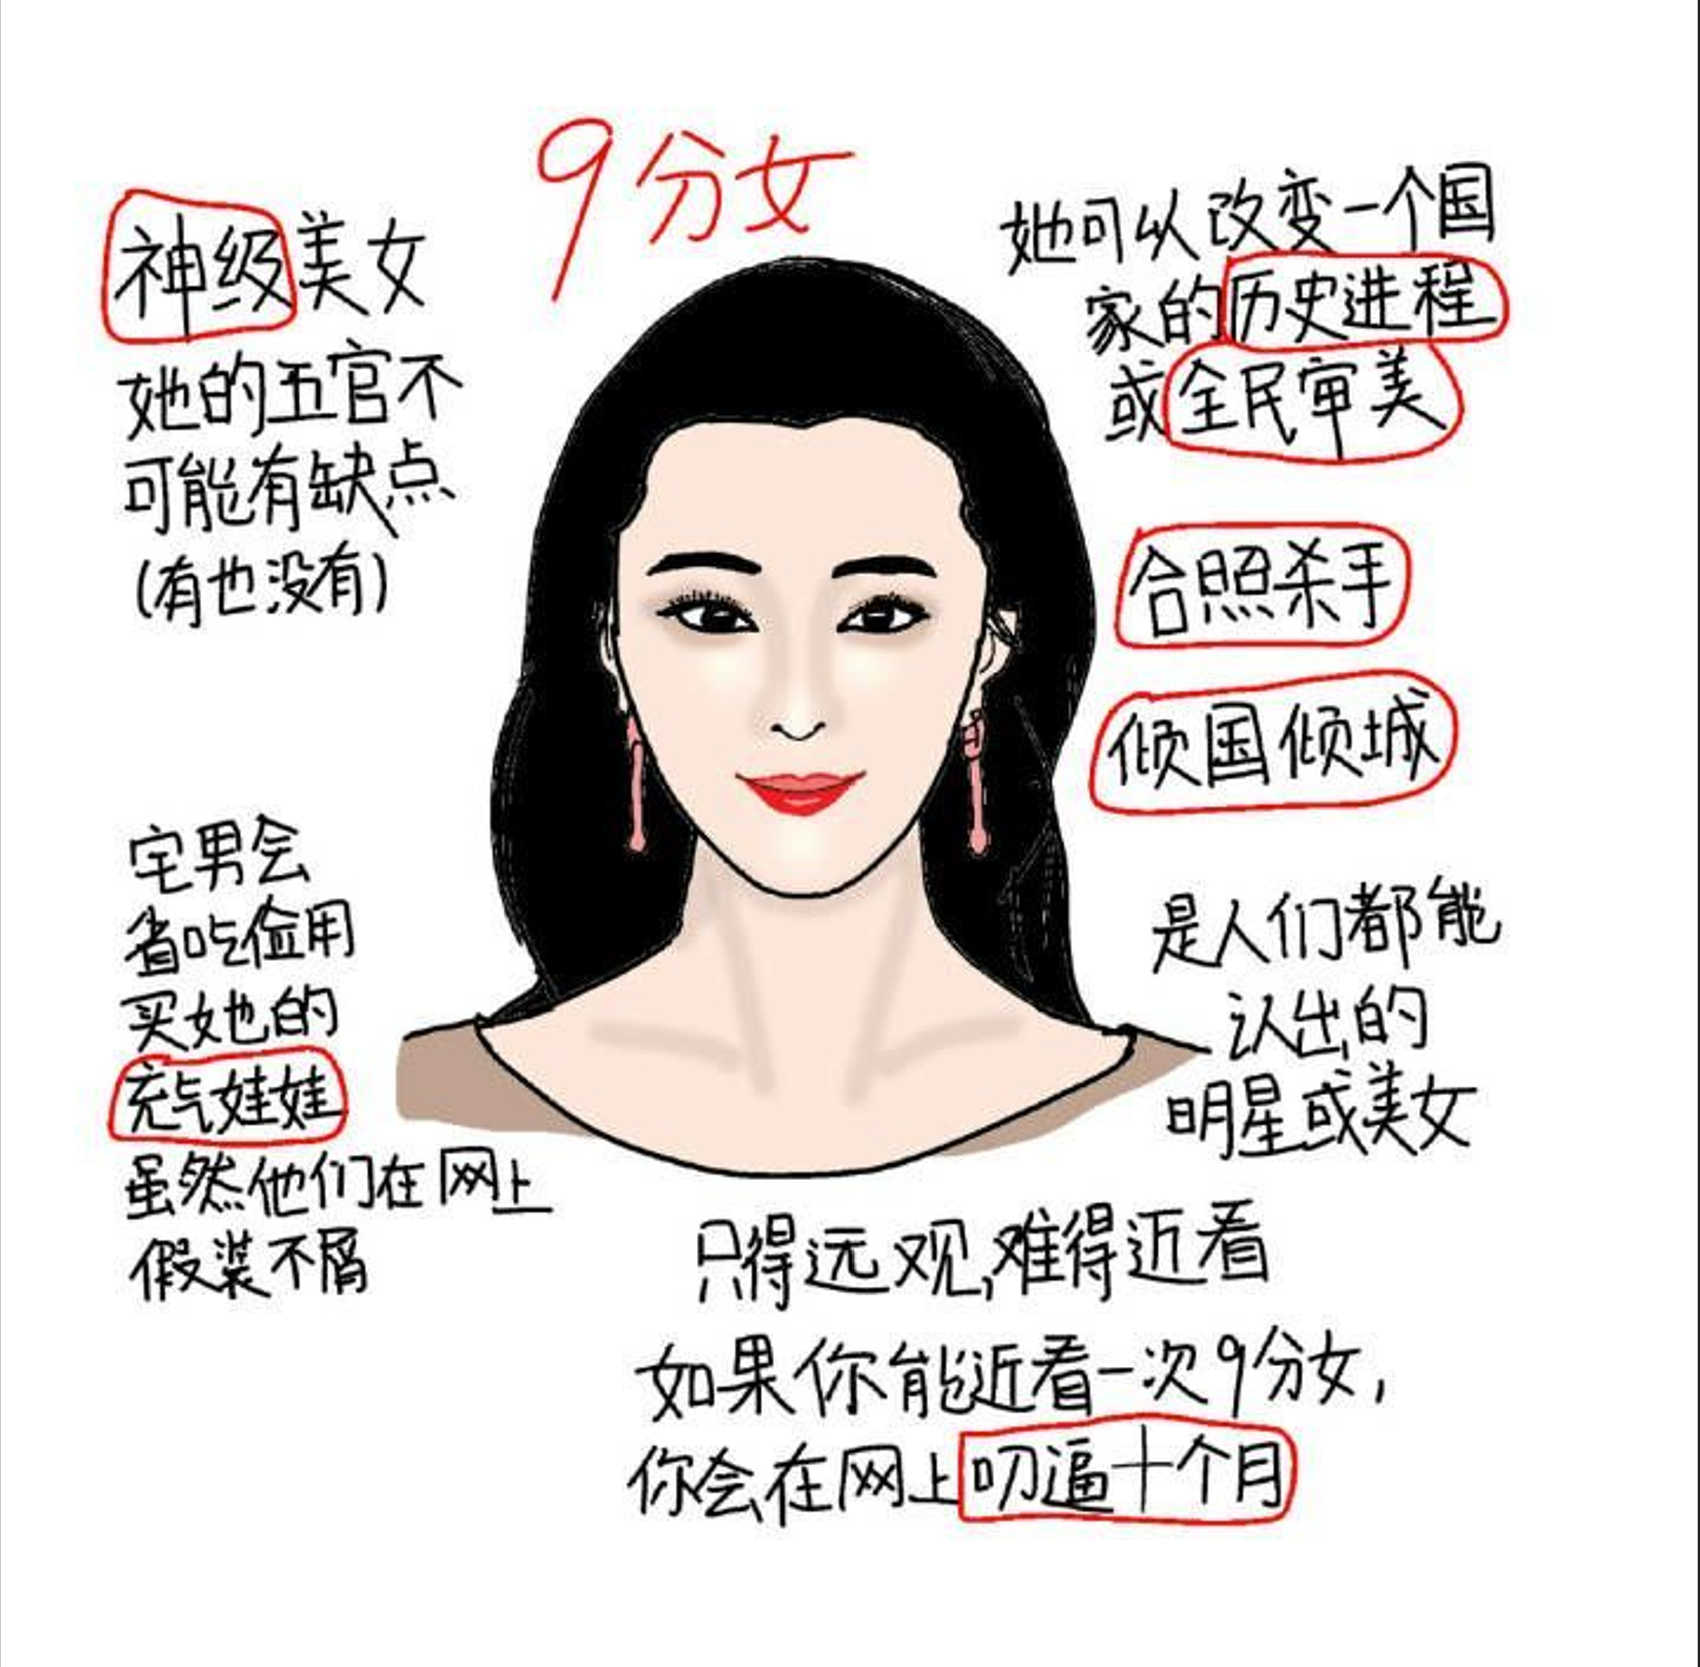 9分女
神级美女
她的五官不
可能有缺点
(有也没有)
她可以改变一个国
家的历史进程
或全民审美
合照杀手
倾国倾城
宅男会
省吃俭用
买她的
充气娃娃
虽然他们在网上
假装不屑
是人们都能
认出的
明星或美女
只得远观,难得近看
如果你能近看一次9分女,
你会在网上叨逼十个月